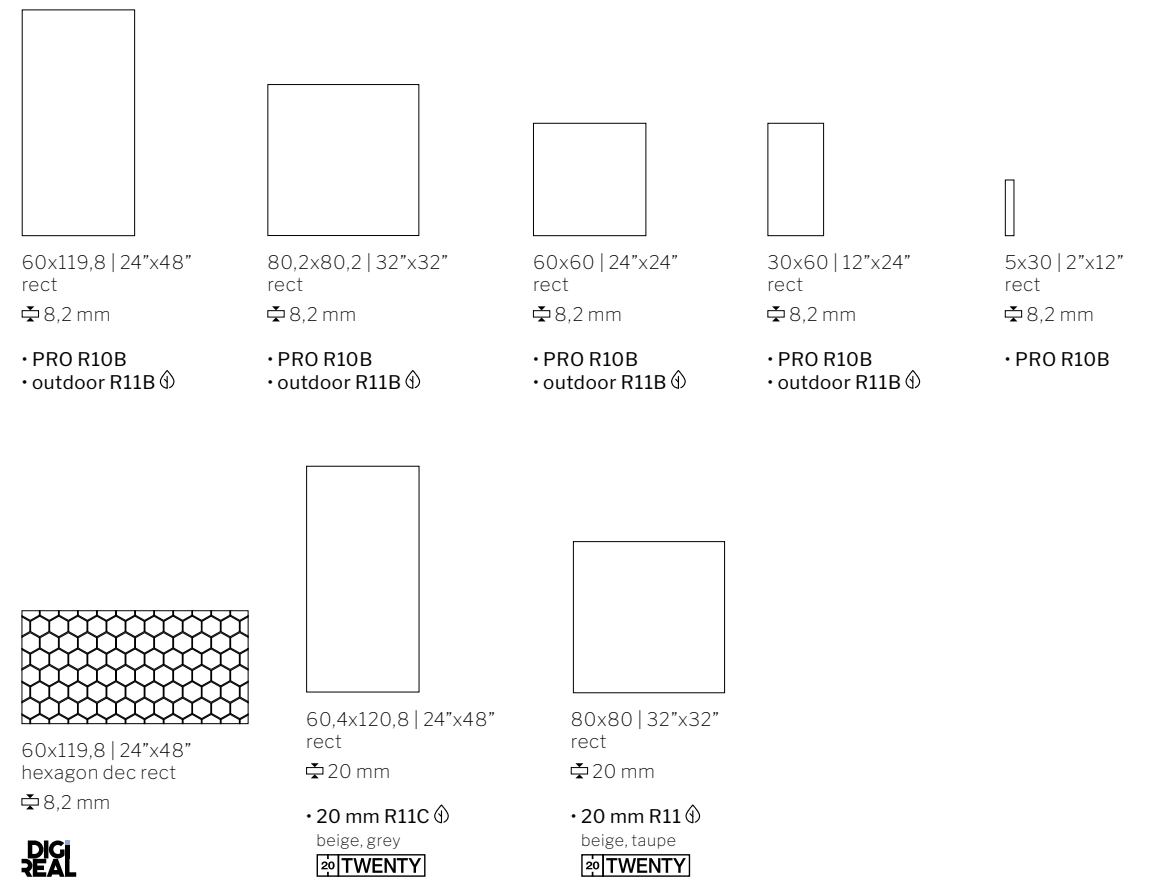 60x119,8 | 24”x48”
rect
8,2 mm
• PRO R10B
• outdoor R11B
80,2x80,2 | 32”x32”
rect
8,2 mm
• PRO R10B
• outdoor R11B
60x60 | 24”x24”
rect
8,2 mm
• PRO R10B
• outdoor R11B
30x60 | 12”x24”
rect
8,2 mm
• PRO R10B
• outdoor R11B
5x30 | 2”x12”
rect
8,2 mm
• PRO R10B
60x119,8 | 24”x48”
hexagon dec rect
8,2 mm
DIGI
REAL
60,4x120,8 | 24”x48”
rect
20 mm
• 20 mm R11C
beige, grey
20 TWENTY
80x80 | 32”x32”
rect
20 mm
• 20 mm R11
beige, taupe
20 TWENTY